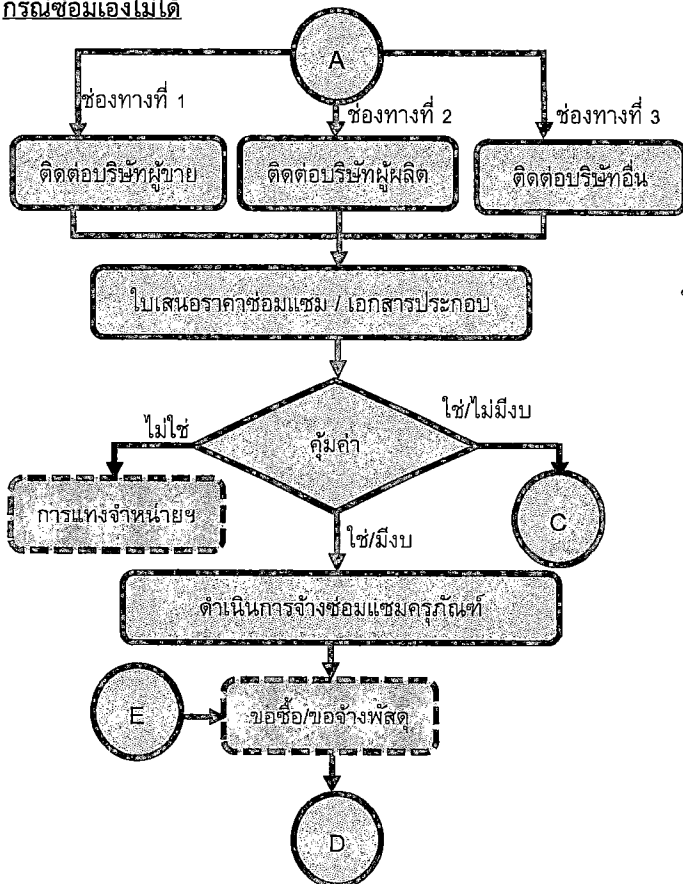 กรณีซ่อมเองไม่ได้
A
ช่องทางที่ 1
ช่องทางที่ 2
ช่องทางที่ 3
ติดต่อบริษัทผู้ขาย
ติดต่อบริษัทผู้ผลิต
ติดต่อบริษัทอื่น
ใบเสนอราคาซ่อมแซม / เอกสารประกอบ
คุ้มค่า
ไม่ใช่
ใช่/ไม่มีงบ
การแทงจำหน่ายฯ
C
ใช่/มีงบ
ดำเนินการจ้างซ่อมแซมครุภัณฑ์
E
ขอซื้อ/ขอจ้างพัสดุ
D